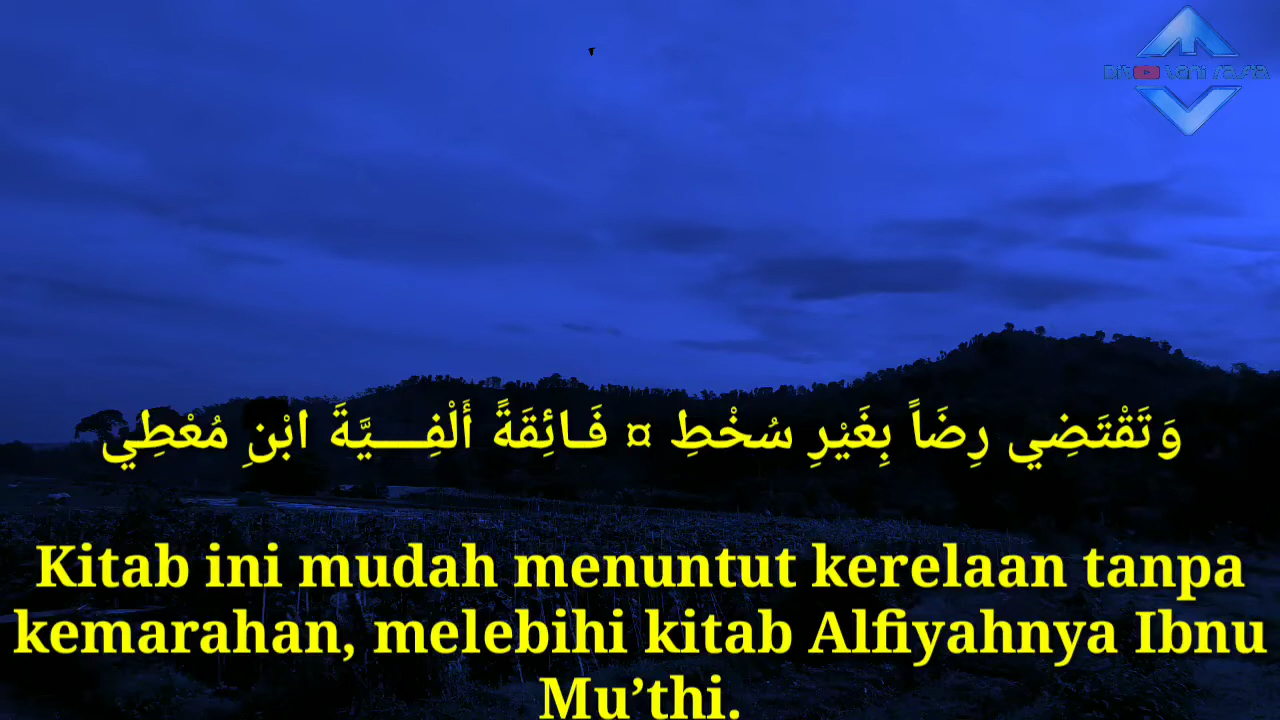 وَتَقْتَضِي رِضَاً بِغَيْرِ سُخْطِ ¤ فَـائِقَةً أَلْفِـــيَّةَ ابْنِ مُعْطِي
Kitab ini mudah menuntut kerelaan tanpa
kemarahan, melebihi kitab Alfiyahnya Ibnu
Mu’thi.